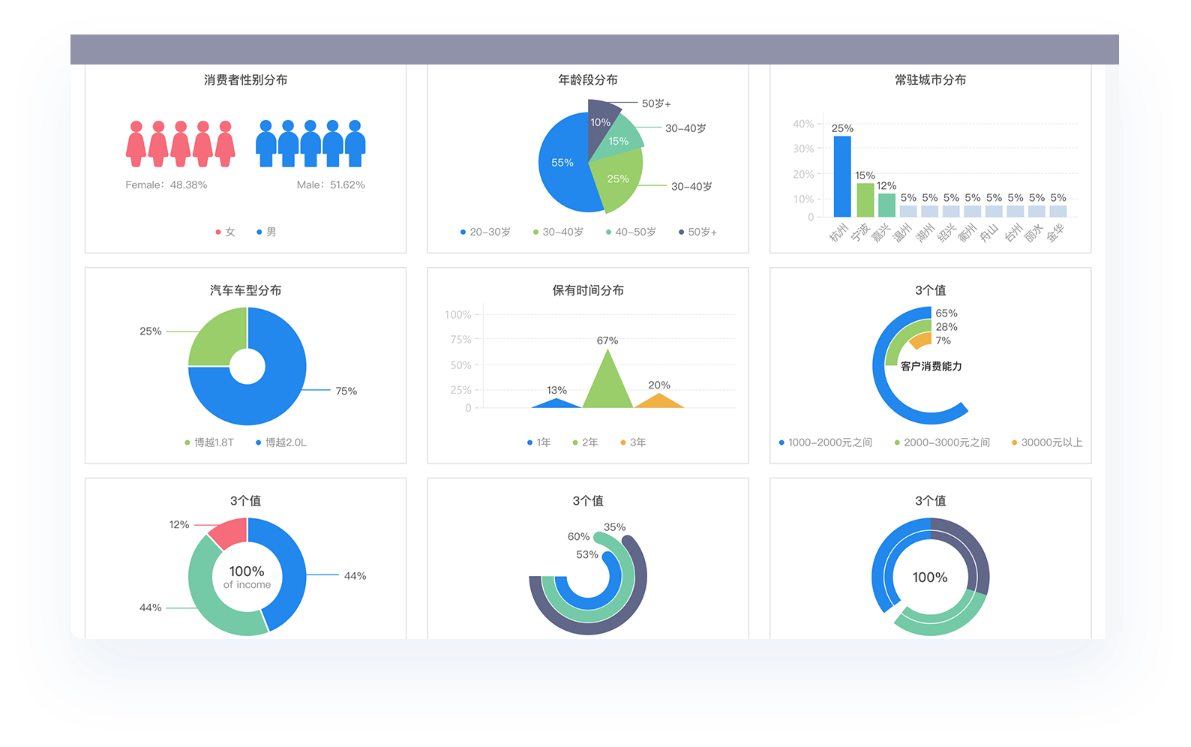 消费者性别分布
Female: 48.38%
Male: 51.62%
女
男
年龄段分布
50岁+
30-40岁
30-40岁
10%
15%
25%
55%
20-30岁
30-40岁
40-50岁
50岁+
常驻城市分布
40%
30%
20%
10%
0
25%
15%
12%
5%
5%
5%
5%
5%
5%
5%
5%
杭州
宁波
嘉兴
温州
湖州
绍兴
衢州
舟山
台州
丽水
金华
汽车车型分布
25%
75%
博越1.8T
博越2.0L
保有时间分布
100%
75%
50%
25%
0
13%
67%
20%
1年
2年
3年
3个值
65%
28%
7%
客户消费能力
1000-2000元之间
2000-3000元之间
30000元以上
3个值
12%
44%
44%
100%
of income
3个值
35%
60%
53%
3个值
100%